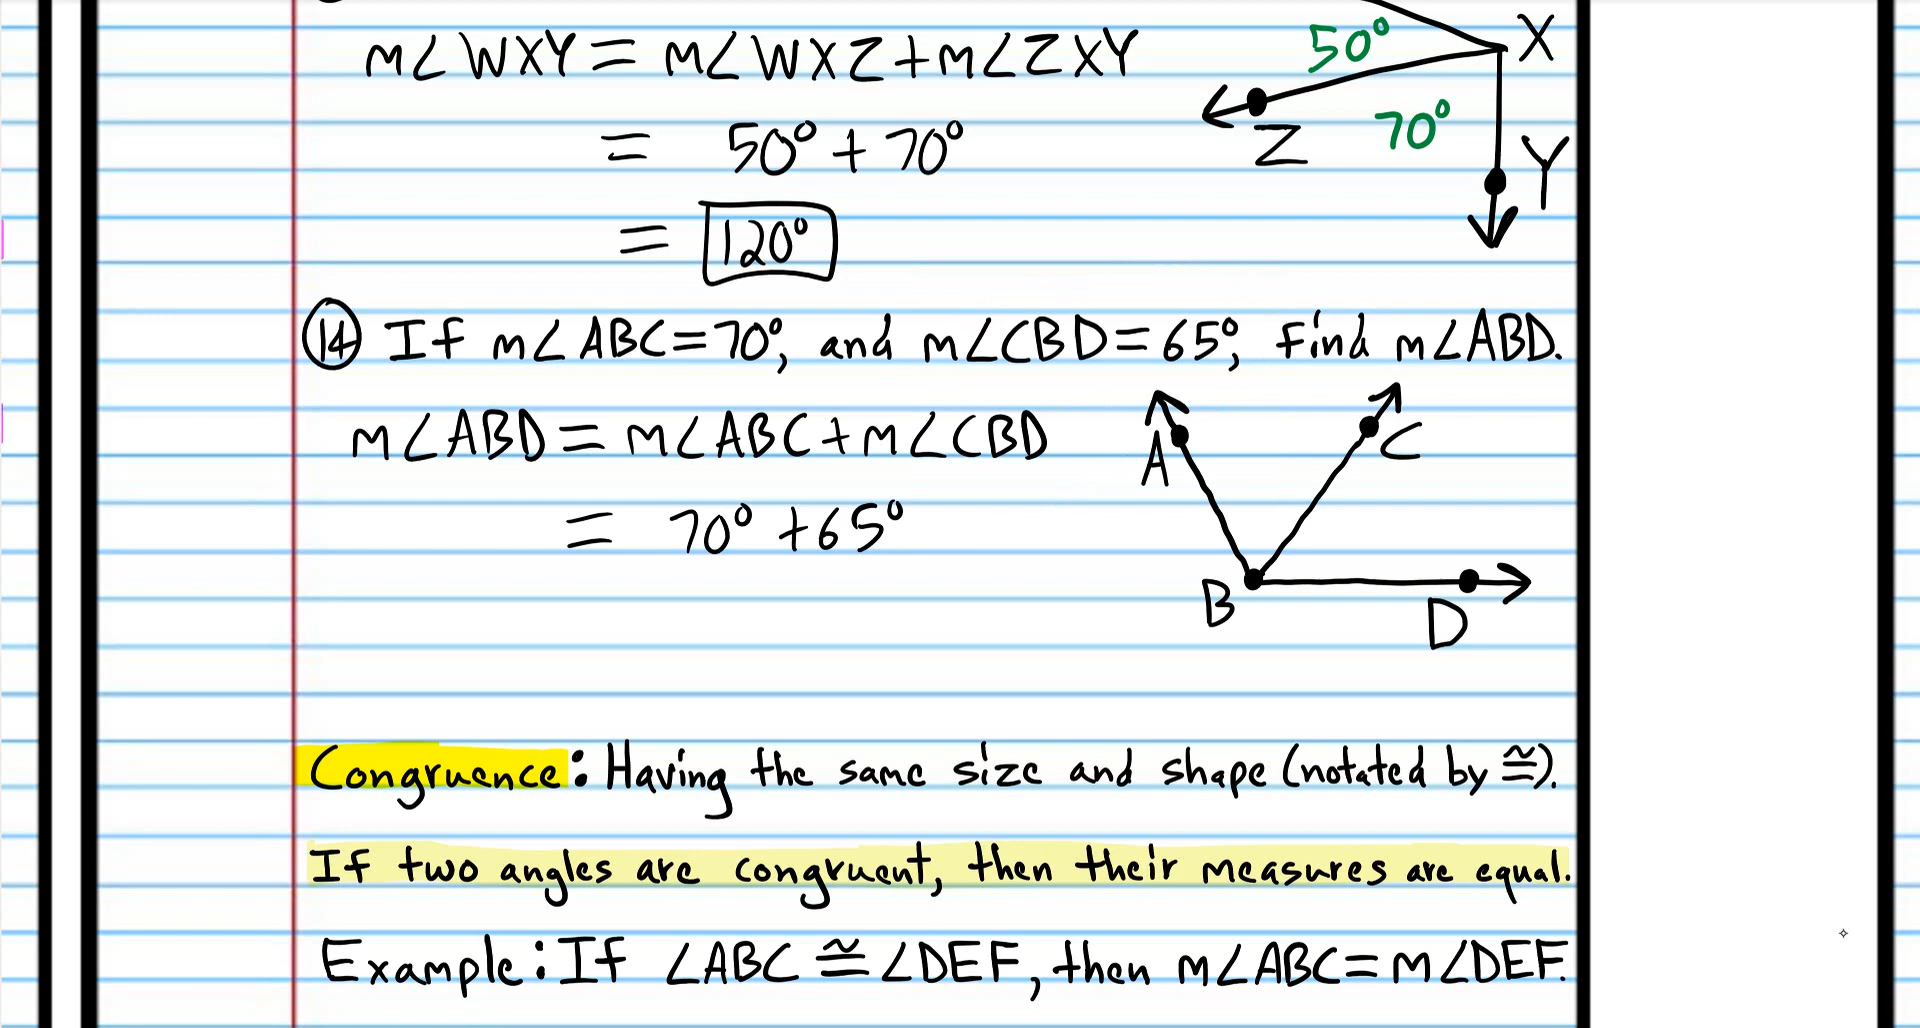 m∠WXY = m∠WXZ + m∠ZXY
= 50° + 70°
= 120°
50°
X
Z
70°
Y
14 If m∠ABC = 70°, and m∠CBD = 65°, find m∠ABD.
m∠ABD = m∠ABC + m∠CBD
= 70° + 65°
A
C
B
D
Congruence: Having the same size and shape (notated by ≅).
If two angles are congruent, then their measures are equal.
Example: If ∠ABC ≅ ∠DEF, then m∠ABC = m∠DEF.